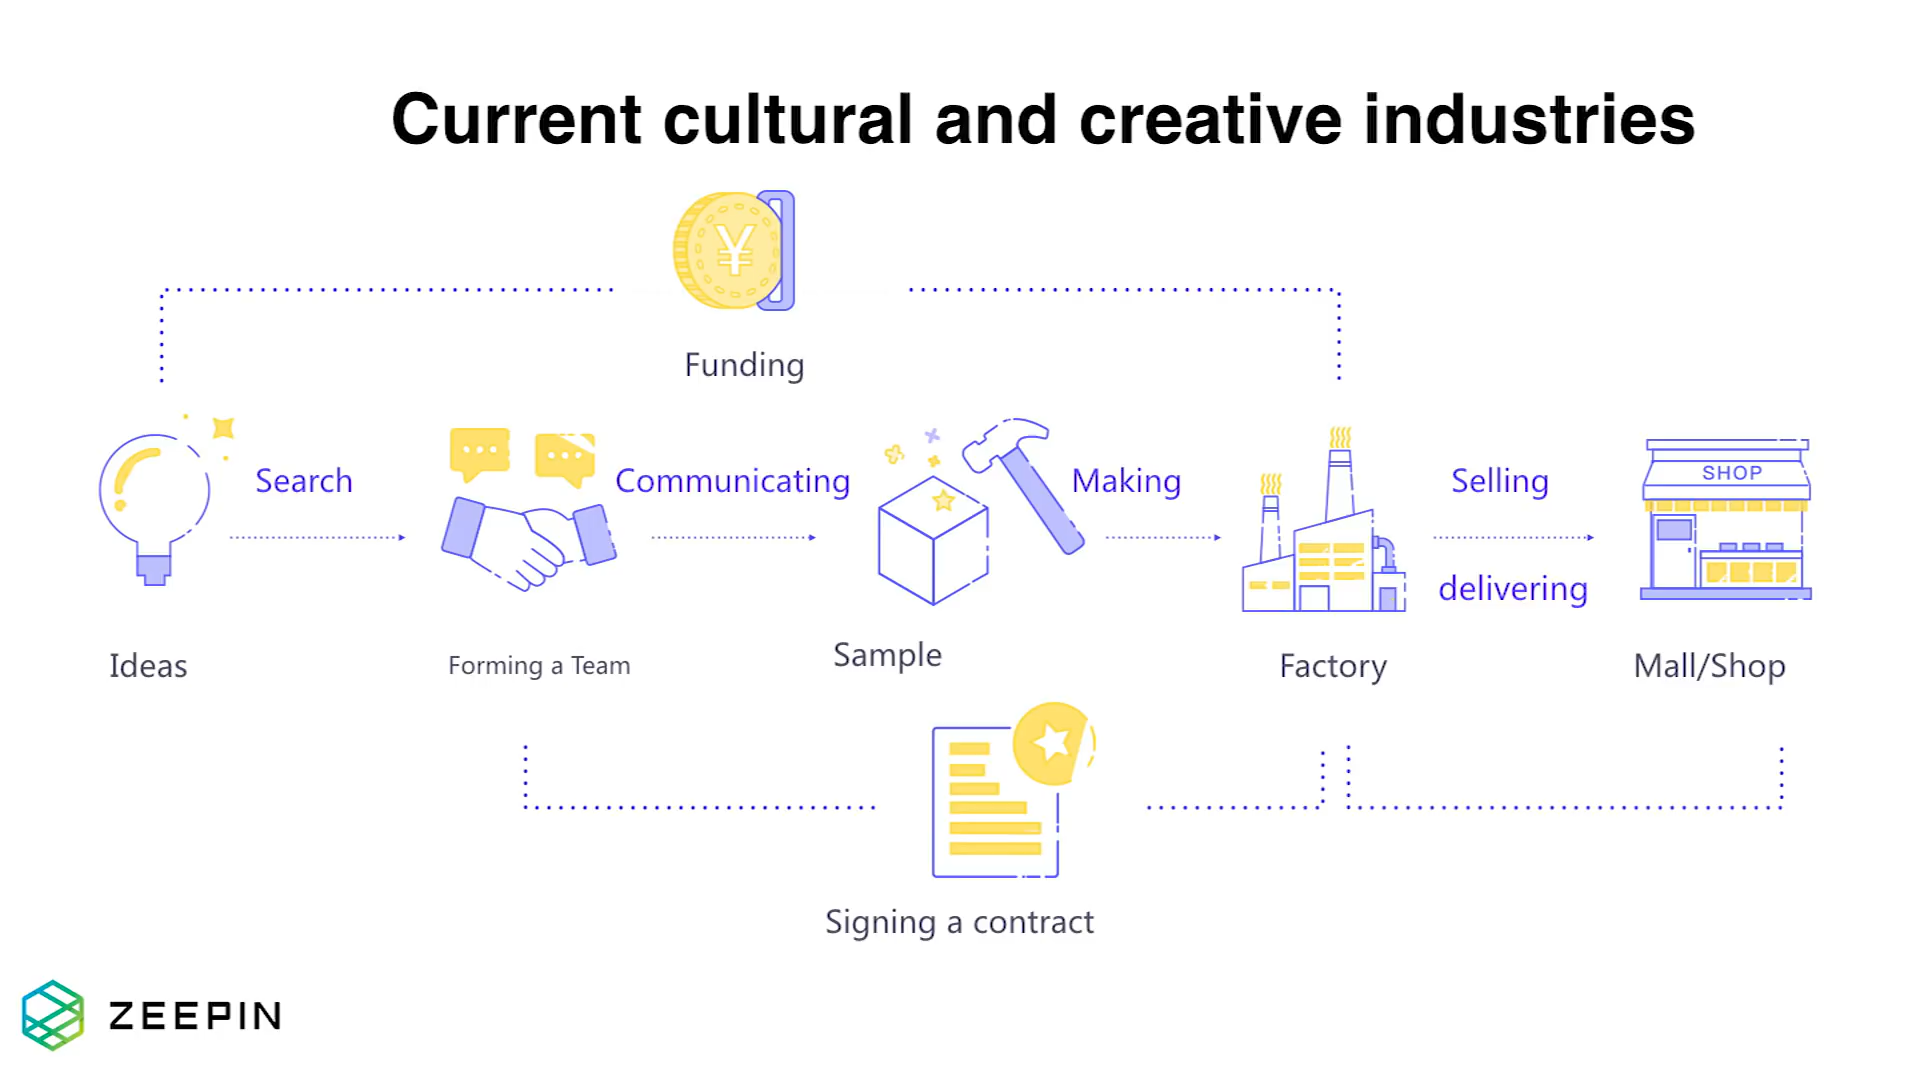 Current cultural and creative industries
¥
Funding
Search
Communicating
Making
Selling
SHOP
delivering
Ideas
Forming a Team
Sample
Factory
Mall/Shop
Signing a contract
ZEEPIN